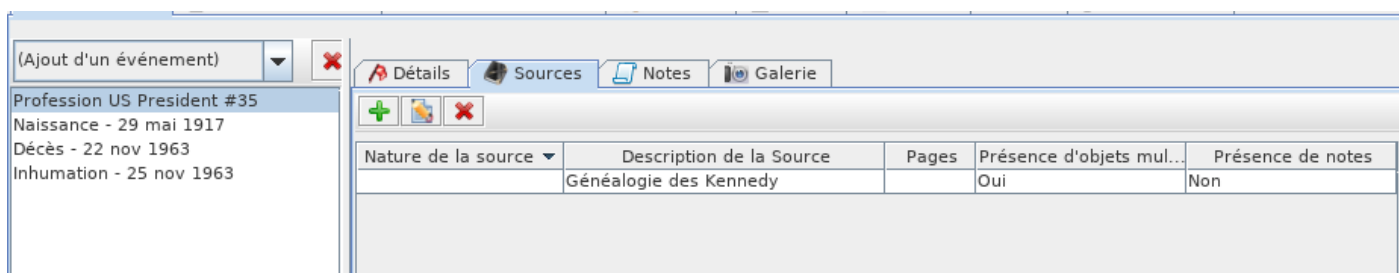 (Ajout d'un événement)
Détails Sources Notes Galerie
Profession US President #35
Naissance - 29 mai 1917
Décès - 22 nov 1963
Inhumation - 25 nov 1963
Nature de la source Description de la Source Pages Présence d'objets mul... Présence de notes
Généalogie des Kennedy Oui Non